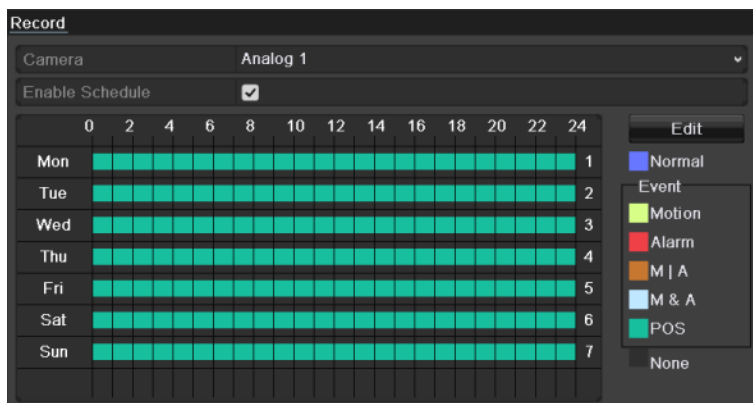 Record
Camera Analog 1
Enable Schedule
0 2 4 6 8 10 12 14 16 18 20 22 24
Mon 1
Tue 2
Wed 3
Thu 4
Fri 5
Sat 6
Sun 7
Edit
Normal
Event
Motion
Alarm
M | A
M & A
POS
None